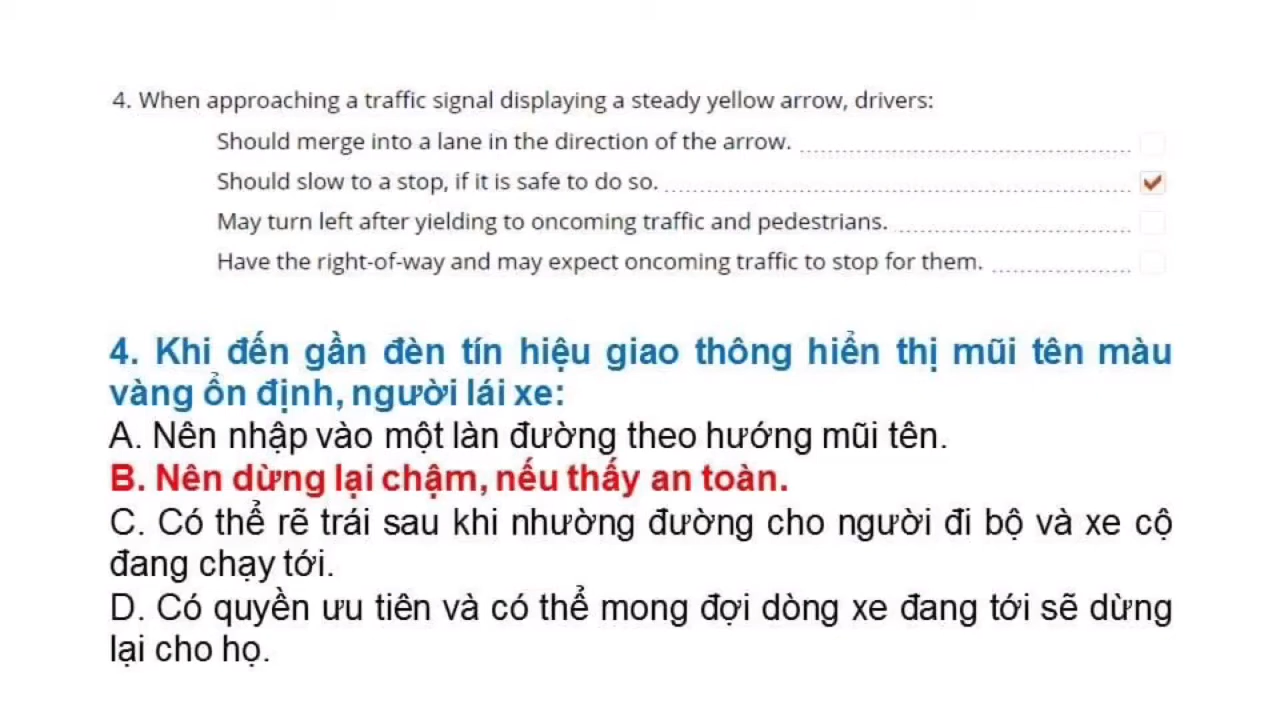 4. When approaching a traffic signal displaying a steady yellow arrow, drivers:
Should merge into a lane in the direction of the arrow.
Should slow to a stop, if it is safe to do so.
May turn left after yielding to oncoming traffic and pedestrians.
Have the right-of-way and may expect oncoming traffic to stop for them.
4. Khi đến gần đèn tín hiệu giao thông hiển thị mũi tên màu
vàng ổn định, người lái xe:
A. Nên nhập vào một làn đường theo hướng mũi tên.
B. Nên dừng lại chậm, nếu thấy an toàn.
C. Có thể rẽ trái sau khi nhường đường cho người đi bộ và xe cộ
đang chạy tới.
D. Có quyền ưu tiên và có thể mong đợi dòng xe đang tới sẽ dừng
lại cho họ.